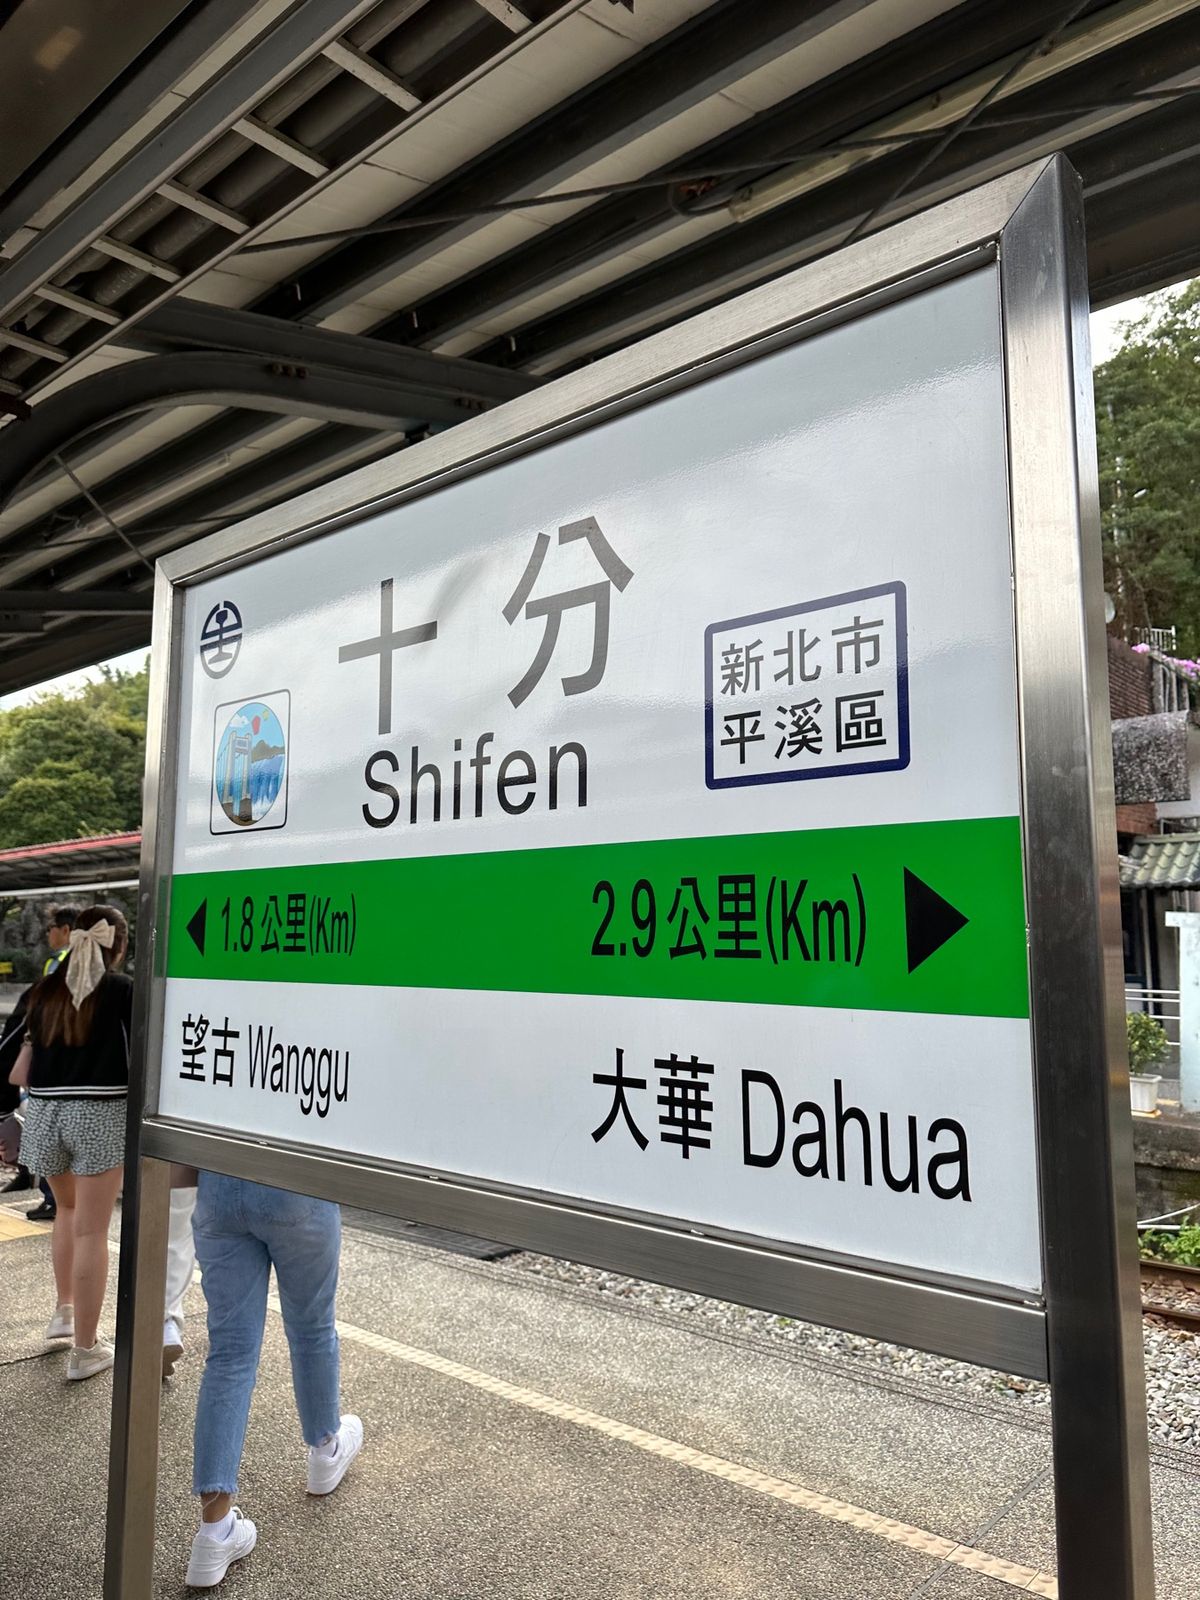 十分
Shifen
新北市
平溪區
1.8公里(Km)
2.9公里(Km)
望古 Wanggu
大華 Dahua